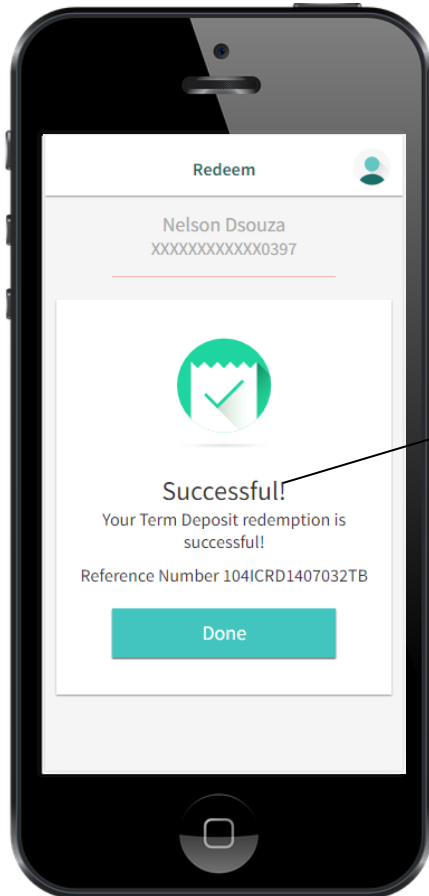 Redeem
Nelson Dsouza
XXXXXXXXXXXX0397
Successful!
Your Term Deposit redemption is
successful!
Reference Number 104ICRD1407032TB
Done